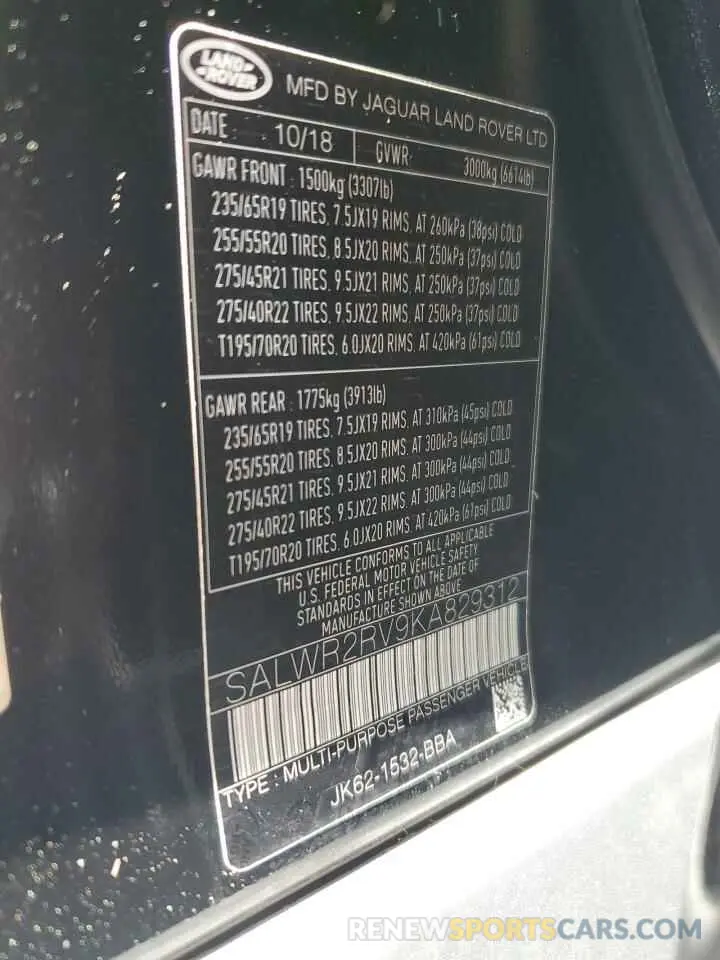 LAND ROVER
MFD BY JAGUAR LAND ROVER LTD
DATE : 10/18 GVWR : 3000kg (6614lb)
GAWR FRONT : 1500kg (3307lb)
235/65R19 TIRES, 7.5JX19 RIMS, AT 260kPa (38psi) COLD
255/55R20 TIRES, 8.5JX20 RIMS, AT 250kPa (37psi) COLD
275/45R21 TIRES, 9.5JX21 RIMS, AT 250kPa (37psi) COLD
275/40R22 TIRES, 9.5JX22 RIMS, AT 250kPa (37psi) COLD
T195/70R20 TIRES, 6.0JX20 RIMS, AT 420kPa (61psi) COLD
GAWR REAR : 1775kg (3913lb)
235/65R19 TIRES, 7.5JX19 RIMS, AT 310kPa (45psi) COLD
255/55R20 TIRES, 8.5JX20 RIMS, AT 300kPa (44psi) COLD
275/45R21 TIRES, 9.5JX21 RIMS, AT 300kPa (44psi) COLD
275/40R22 TIRES, 9.5JX22 RIMS, AT 300kPa (44psi) COLD
T195/70R20 TIRES, 6.0JX20 RIMS, AT 420kPa (61psi) COLD
THIS VEHICLE CONFORMS TO ALL APPLICABLE
U.S. FEDERAL MOTOR VEHICLE SAFETY
STANDARDS IN EFFECT ON THE DATE OF
MANUFACTURE SHOWN ABOVE.
SALWR2RV9KA829312
TYPE : MULTI-PURPOSE PASSENGER VEHICLE
JK62-1532-BBA
RENEWSPORTSCARS.COM